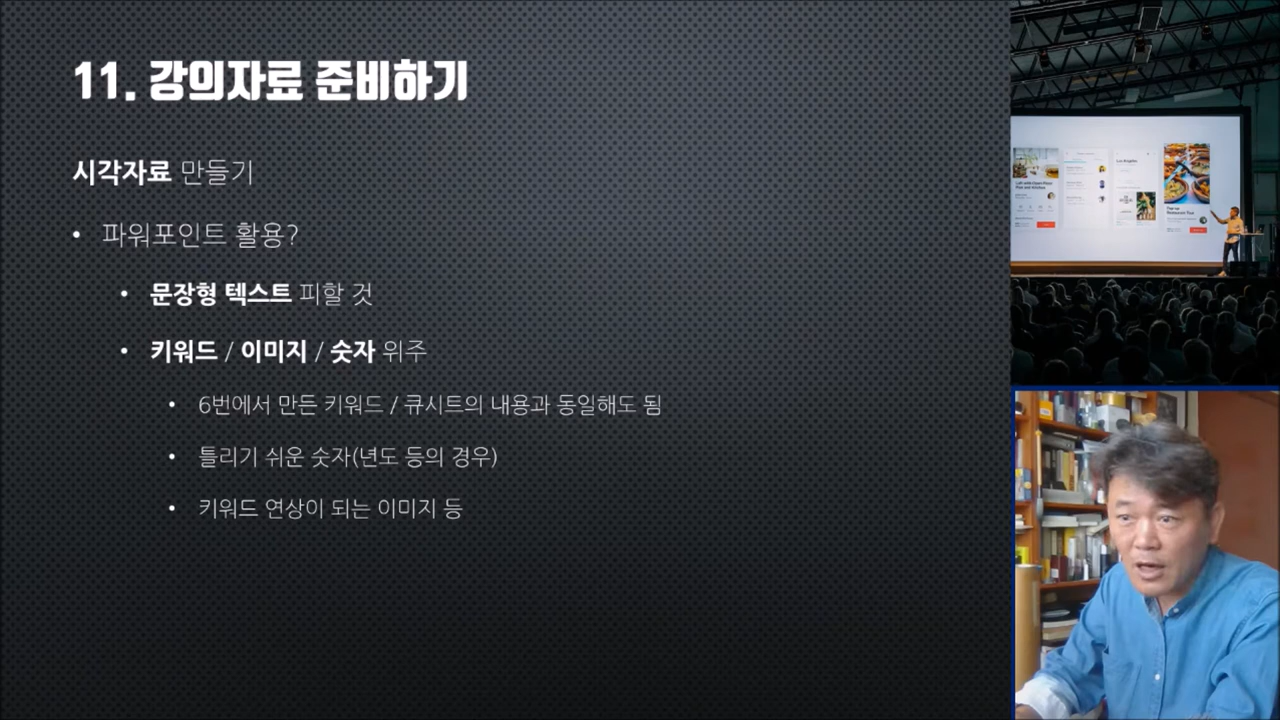 11. 강의자료 준비하기
시각자료 만들기
• 파워포인트 활용?
• 문장형 텍스트 피할 것
• 키워드 / 이미지 / 숫자 위주
• 6번에서 만든 키워드 / 큐시트의 내용과 동일해도 됨
• 틀리기 쉬운 숫자(년도 등의 경우)
• 키워드 연상이 되는 이미지 등